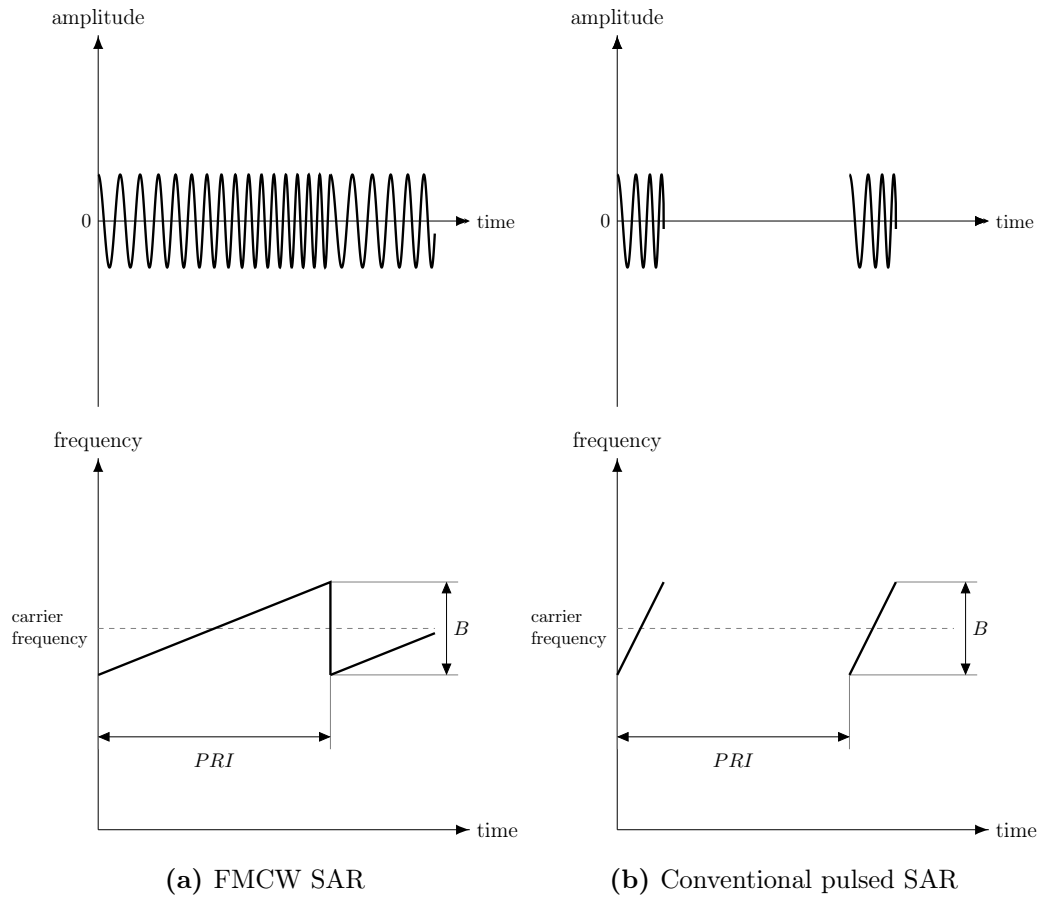 amplitude
0
time
frequency
carrier
frequency
B
PRI
time
(a) FMCW SAR
amplitude
0
time
frequency
carrier
frequency
B
PRI
time
(b) Conventional pulsed SAR